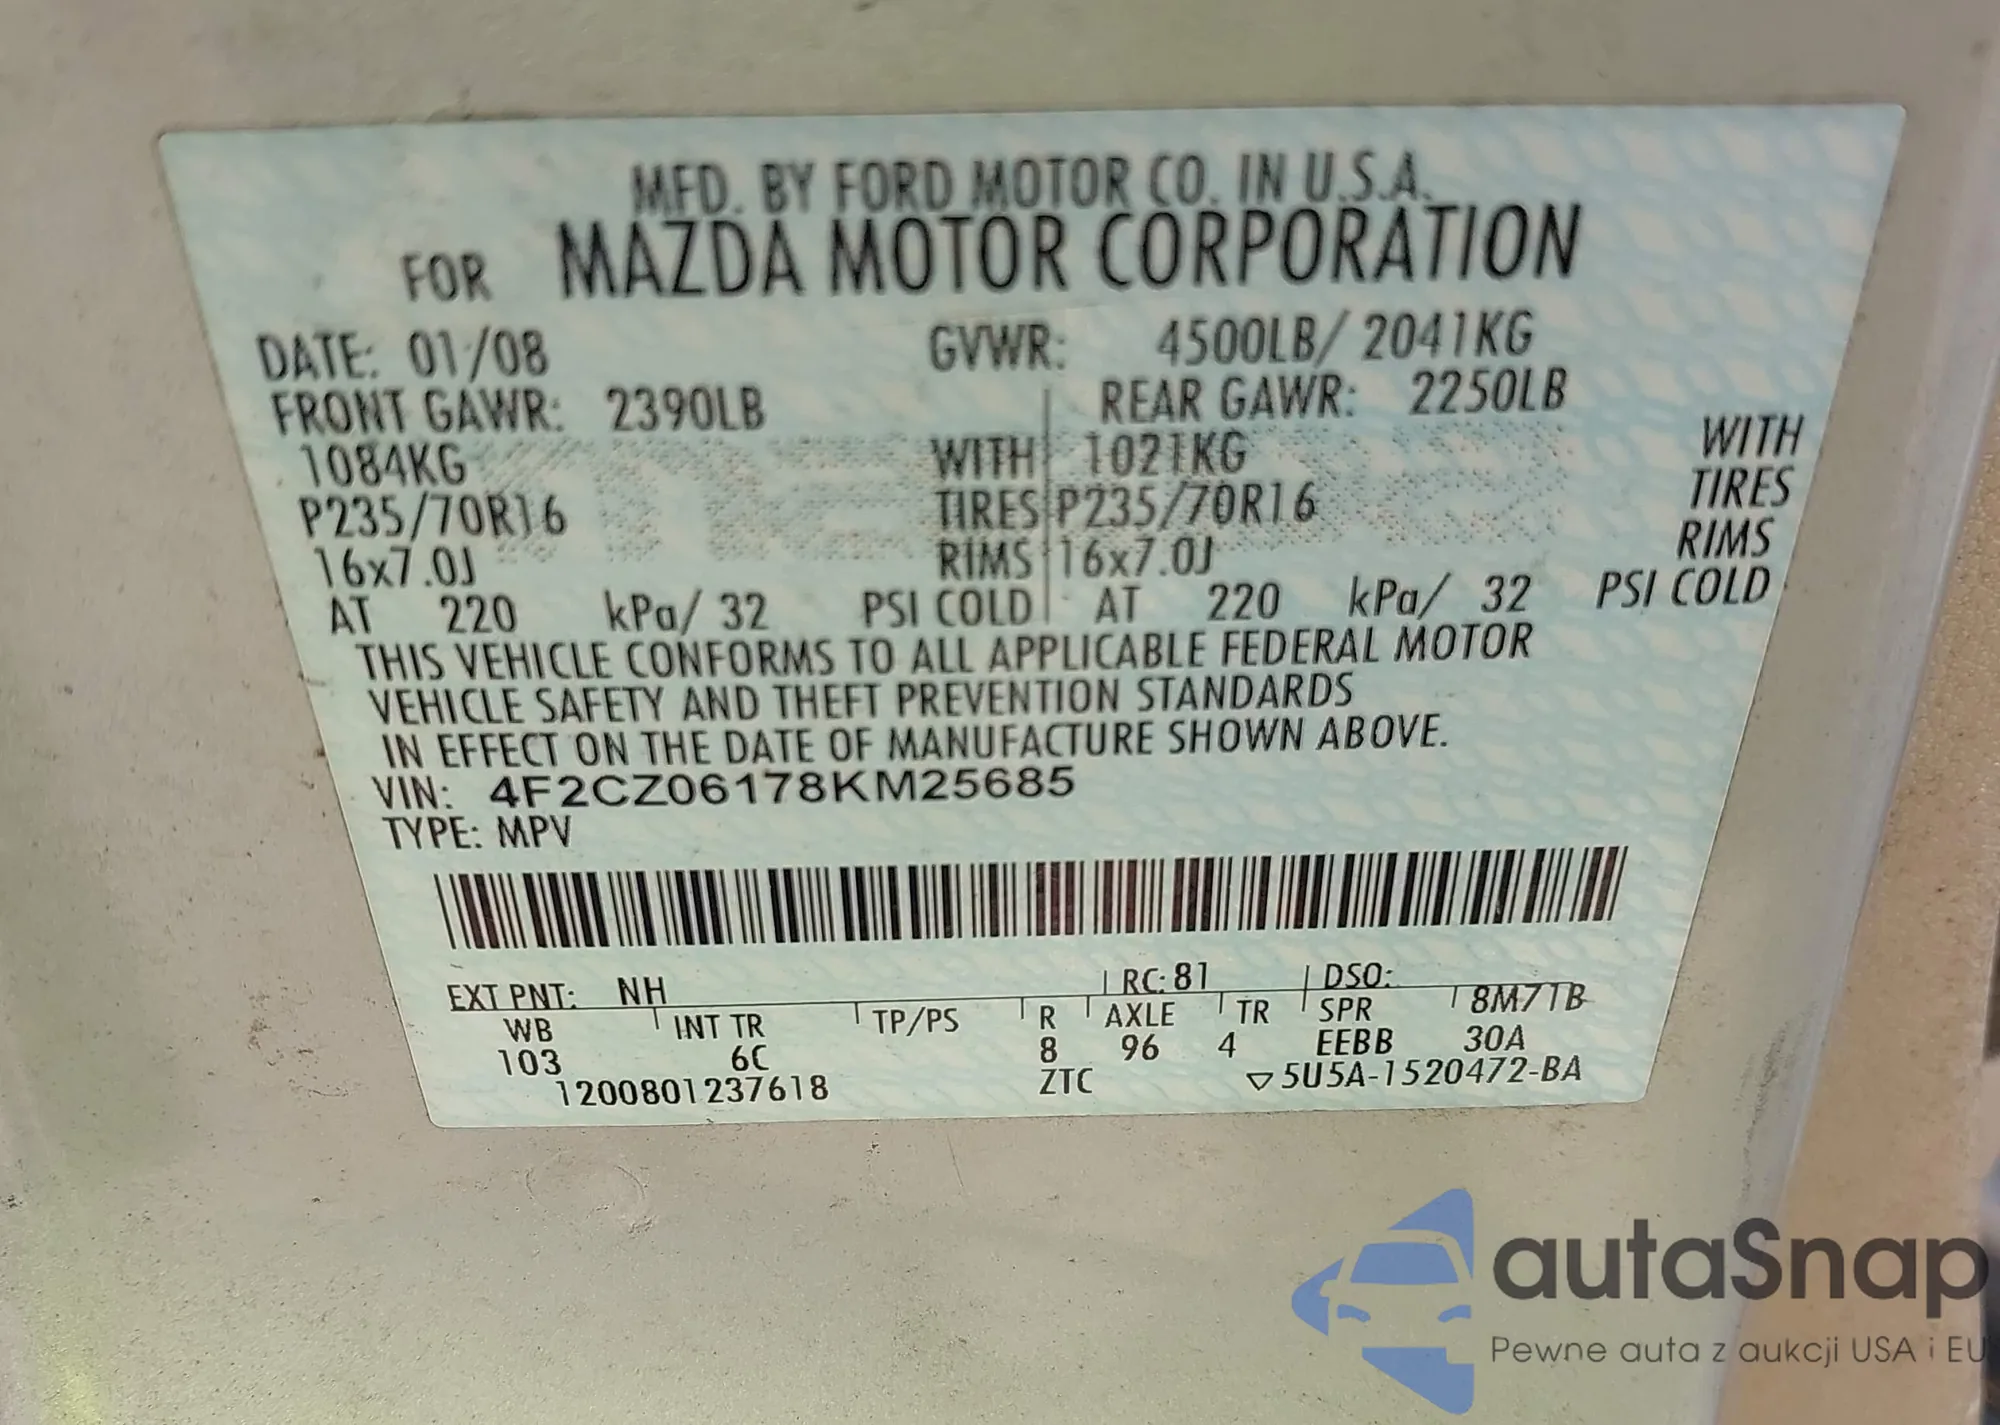 MFD. BY FORD MOTOR CO. IN U.S.A.
FOR MAZDA MOTOR CORPORATION
DATE: 01/08 GVWR: 4500LB/ 2041KG
FRONT GAWR: 2390LB REAR GAWR: 2250LB
1084KG WITH 1021KG WITH
P235/70R16 TIRES P235/70R16 TIRES
16x7.0J RIMS 16x7.0J RIMS
AT 220 kPa/ 32 PSI COLD AT 220 kPa/ 32 PSI COLD
THIS VEHICLE CONFORMS TO ALL APPLICABLE FEDERAL MOTOR
VEHICLE SAFETY AND THEFT PREVENTION STANDARDS
IN EFFECT ON THE DATE OF MANUFACTURE SHOWN ABOVE.
VIN: 4F2CZ06178KM25685
TYPE: MPV
EXT PNT: NH RC: 81 DSO:
WB INT TR TP/PS R AXLE TR SPR 8M71B
103 6C 8 96 4 EEBB 30A
1200801237618 ZTC ▽5U5A-1520472-BA
autaSnap
Pewne auta z aukcji USA i EU